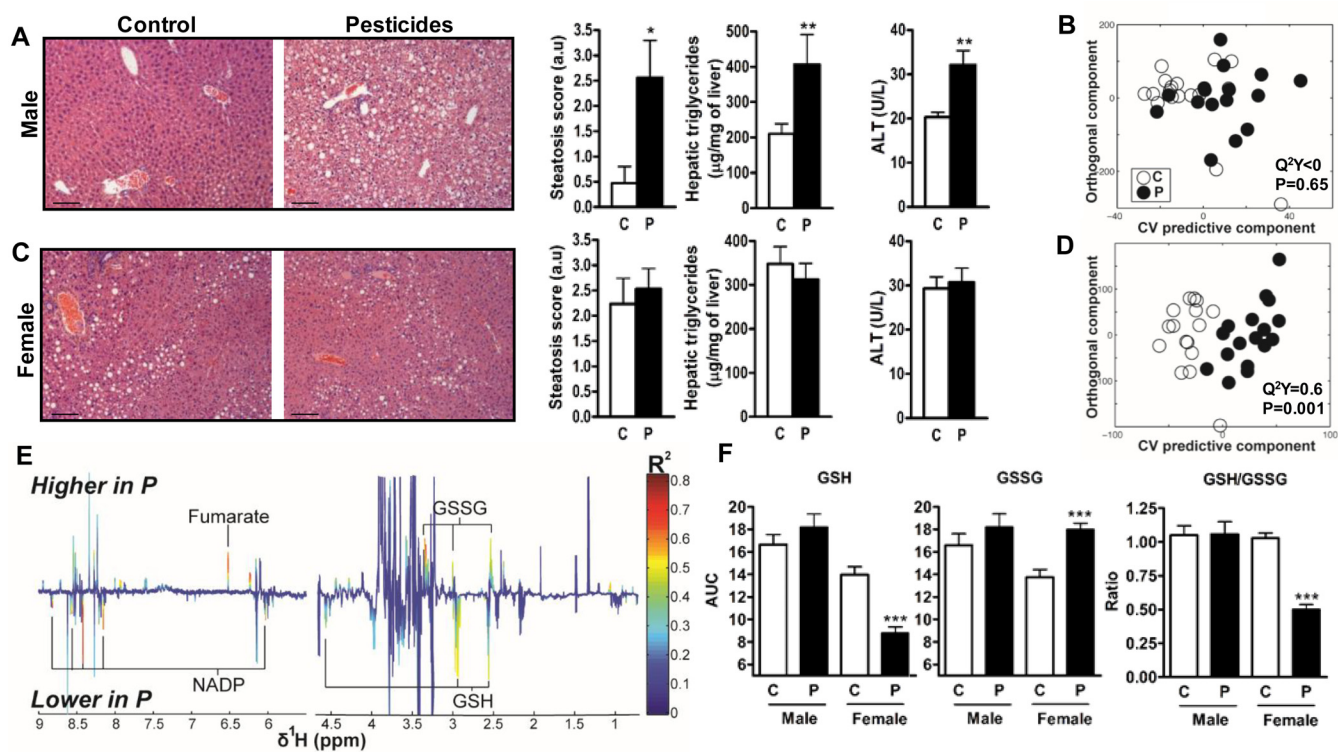 Control
Pesticides
A
Male
3.5
3.0
2.5
2.0
1.5
1.0
0.5
0.0
Steatosis score (a.u)
*
C P
500
400
300
200
100
0
Hepatic triglycerides
(µg/mg of liver)
**
C P
40
30
20
10
0
ALT (U/L)
**
C P
B
200
0
200
Orthogonal component
C
P
Q²Y<0
P=0.65
-40 0 40
CV predictive component
C
Female
3.5
3.0
2.5
2.0
1.5
1.0
0.5
0.0
Steatosis score (a.u)
C P
400
300
200
100
0
Hepatic triglycerides
(µg/mg of liver)
C P
40
30
20
10
0
ALT (U/L)
C P
D
100
0
100
Orthogonal component
Q²Y=0.6
P=0.001
−100 0 100
CV predictive component
E
Higher in P
Fumarate
GSSG
NADP
GSH
Lower in P
9 8.5 7.5 6.5 6 4.5 4 3.5 3 2.5 2 1.5 1
δ¹H (ppm)
R²
0.8
0.7
0.6
0.5
0.4
0.3
0.2
0.1
0
F
GSH
20
18
16
14
12
10
8
6
AUC
***
C P C P
Male Female
GSSG
20
18
16
14
12
10
8
6
***
C P C P
Male Female
GSH/GSSG
1.25
1.00
0.75
0.50
0.25
0.00
Ratio
***
C P C P
Male Female